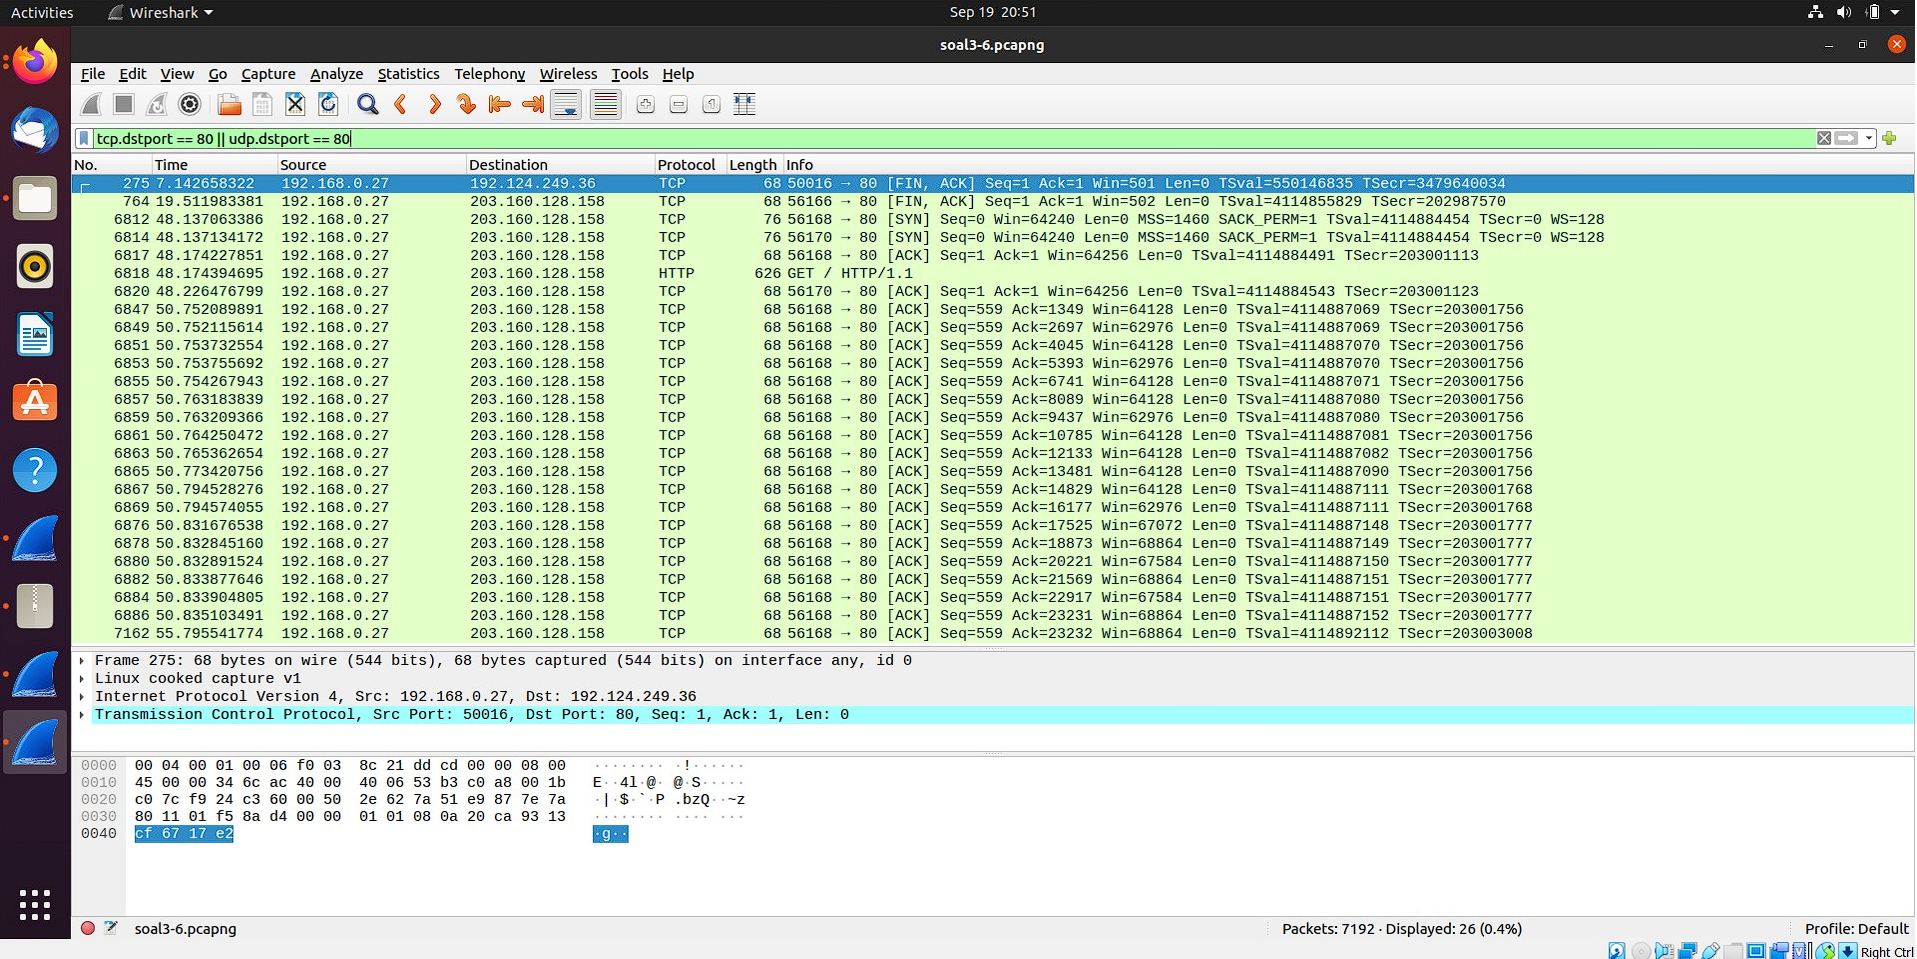 Activities Wireshark Sep 19 20:51
soal3-6.pcapng
File Edit View Go Capture Analyze Statistics Telephony Wireless Tools Help
tcp.dstport == 80 || udp.dstport == 80
No. Time Source Destination Protocol Length Info
275 7.142658322 192.168.0.27 192.124.249.36 TCP 68 50016 → 80 [FIN, ACK] Seq=1 Ack=1 Win=501 Len=0 TSval=550146835 TSecr=3479640034
764 19.511983381 192.168.0.27 203.160.128.158 TCP 68 56166 → 80 [FIN, ACK] Seq=1 Ack=1 Win=502 Len=0 TSval=4114855829 TSecr=202987570
6812 48.137063386 192.168.0.27 203.160.128.158 TCP 76 56168 → 80 [SYN] Seq=0 Win=64240 Len=0 MSS=1460 SACK_PERM=1 TSval=4114884454 TSecr=0 WS=128
6814 48.137134172 192.168.0.27 203.160.128.158 TCP 76 56170 → 80 [SYN] Seq=0 Win=64240 Len=0 MSS=1460 SACK_PERM=1 TSval=4114884454 TSecr=0 WS=128
6817 48.174227851 192.168.0.27 203.160.128.158 TCP 68 56168 → 80 [ACK] Seq=1 Ack=1 Win=64256 Len=0 TSval=4114884491 TSecr=203001113
6818 48.174394695 192.168.0.27 203.160.128.158 HTTP 626 GET / HTTP/1.1
6820 48.226476799 192.168.0.27 203.160.128.158 TCP 68 56170 → 80 [ACK] Seq=1 Ack=1 Win=64256 Len=0 TSval=4114884543 TSecr=203001123
6847 50.752089891 192.168.0.27 203.160.128.158 TCP 68 56168 → 80 [ACK] Seq=559 Ack=1349 Win=64128 Len=0 TSval=4114887069 TSecr=203001756
6849 50.752115614 192.168.0.27 203.160.128.158 TCP 68 56168 → 80 [ACK] Seq=559 Ack=2697 Win=62976 Len=0 TSval=4114887069 TSecr=203001756
6851 50.753732554 192.168.0.27 203.160.128.158 TCP 68 56168 → 80 [ACK] Seq=559 Ack=4045 Win=64128 Len=0 TSval=4114887070 TSecr=203001756
6853 50.753755692 192.168.0.27 203.160.128.158 TCP 68 56168 → 80 [ACK] Seq=559 Ack=5393 Win=62976 Len=0 TSval=4114887070 TSecr=203001756
6855 50.754267943 192.168.0.27 203.160.128.158 TCP 68 56168 → 80 [ACK] Seq=559 Ack=6741 Win=64128 Len=0 TSval=4114887071 TSecr=203001756
6857 50.763183839 192.168.0.27 203.160.128.158 TCP 68 56168 → 80 [ACK] Seq=559 Ack=8089 Win=64128 Len=0 TSval=4114887080 TSecr=203001756
6859 50.763209366 192.168.0.27 203.160.128.158 TCP 68 56168 → 80 [ACK] Seq=559 Ack=9437 Win=62976 Len=0 TSval=4114887080 TSecr=203001756
6861 50.764250472 192.168.0.27 203.160.128.158 TCP 68 56168 → 80 [ACK] Seq=559 Ack=10785 Win=64128 Len=0 TSval=4114887081 TSecr=203001756
6863 50.765362654 192.168.0.27 203.160.128.158 TCP 68 56168 → 80 [ACK] Seq=559 Ack=12133 Win=64128 Len=0 TSval=4114887082 TSecr=203001756
6865 50.773420756 192.168.0.27 203.160.128.158 TCP 68 56168 → 80 [ACK] Seq=559 Ack=13481 Win=64128 Len=0 TSval=4114887090 TSecr=203001756
6867 50.794528276 192.168.0.27 203.160.128.158 TCP 68 56168 → 80 [ACK] Seq=559 Ack=14829 Win=64128 Len=0 TSval=4114887111 TSecr=203001768
6869 50.794574055 192.168.0.27 203.160.128.158 TCP 68 56168 → 80 [ACK] Seq=559 Ack=16177 Win=62976 Len=0 TSval=4114887111 TSecr=203001768
6876 50.831676538 192.168.0.27 203.160.128.158 TCP 68 56168 → 80 [ACK] Seq=559 Ack=17525 Win=67072 Len=0 TSval=4114887148 TSecr=203001777
6878 50.832845160 192.168.0.27 203.160.128.158 TCP 68 56168 → 80 [ACK] Seq=559 Ack=18873 Win=68864 Len=0 TSval=4114887149 TSecr=203001777
6880 50.832891524 192.168.0.27 203.160.128.158 TCP 68 56168 → 80 [ACK] Seq=559 Ack=20221 Win=67584 Len=0 TSval=4114887150 TSecr=203001777
6882 50.833877646 192.168.0.27 203.160.128.158 TCP 68 56168 → 80 [ACK] Seq=559 Ack=21569 Win=68864 Len=0 TSval=4114887151 TSecr=203001777
6884 50.833904805 192.168.0.27 203.160.128.158 TCP 68 56168 → 80 [ACK] Seq=559 Ack=22917 Win=67584 Len=0 TSval=4114887151 TSecr=203001777
6886 50.835103491 192.168.0.27 203.160.128.158 TCP 68 56168 → 80 [ACK] Seq=559 Ack=23231 Win=68864 Len=0 TSval=4114887152 TSecr=203001777
7162 55.795541774 192.168.0.27 203.160.128.158 TCP 68 56168 → 80 [ACK] Seq=559 Ack=23232 Win=68864 Len=0 TSval=4114892112 TSecr=203003008
Frame 275: 68 bytes on wire (544 bits), 68 bytes captured (544 bits) on interface any, id 0
Linux cooked capture v1
Internet Protocol Version 4, Src: 192.168.0.27, Dst: 192.124.249.36
Transmission Control Protocol, Src Port: 50016, Dst Port: 80, Seq: 1, Ack: 1, Len: 0
0000 00 04 00 01 00 06 f0 03 8c 21 dd cd 00 00 08 00 ········ ·!······
0010 45 00 00 34 6c ac 40 00 40 06 53 b3 c0 a8 00 1b E··4l·@· @·S·····
0020 c0 7c f9 24 c3 60 00 50 2e 62 7a 51 e9 87 7e 7a ·|·$·`·P .bzQ··~z
0030 80 11 01 f5 8a d4 00 00 01 01 08 0a 20 ca 93 13 ········ ···· ···
0040 cf 67 17 e2 ·g··
soal3-6.pcapng Packets: 7192 · Displayed: 26 (0.4%) Profile: Default
Right Ctrl